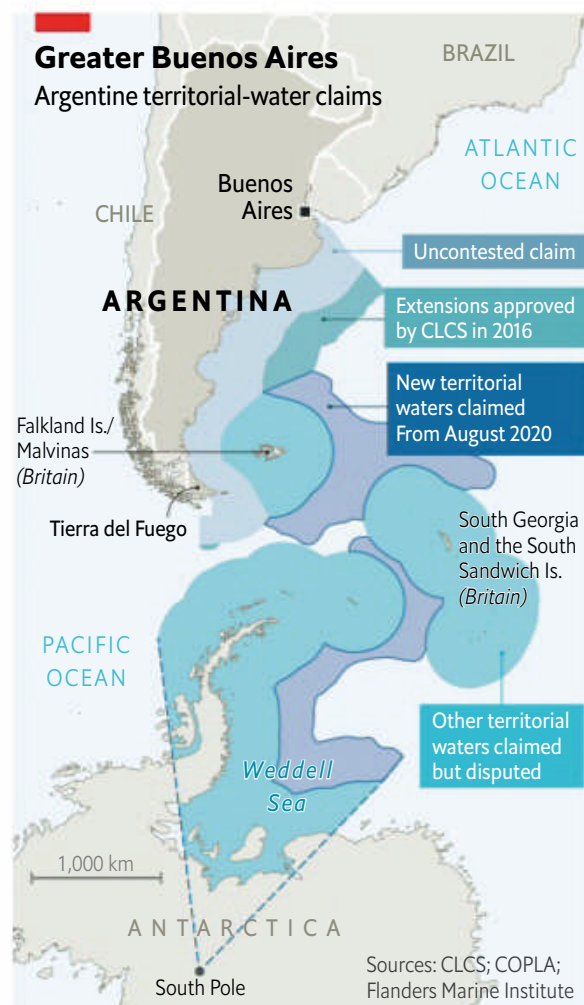 Greater Buenos Aires
Argentine territorial-water claims
BRAZIL
ATLANTIC
OCEAN
Buenos
Aires
CHILE
Uncontested claim
ARGENTINA
Extensions approved
by CLCS in 2016
New territorial
waters claimed
From August 2020
Falkland Is./
Malvinas
(Britain)
Tierra del Fuego
South Georgia
and the South
Sandwich Is.
(Britain)
PACIFIC
OCEAN
Other territorial
waters claimed
but disputed
Weddell
Sea
1,000 km
ANTARCTICA
South Pole
Sources: CLCS; COPLA;
Flanders Marine Institute